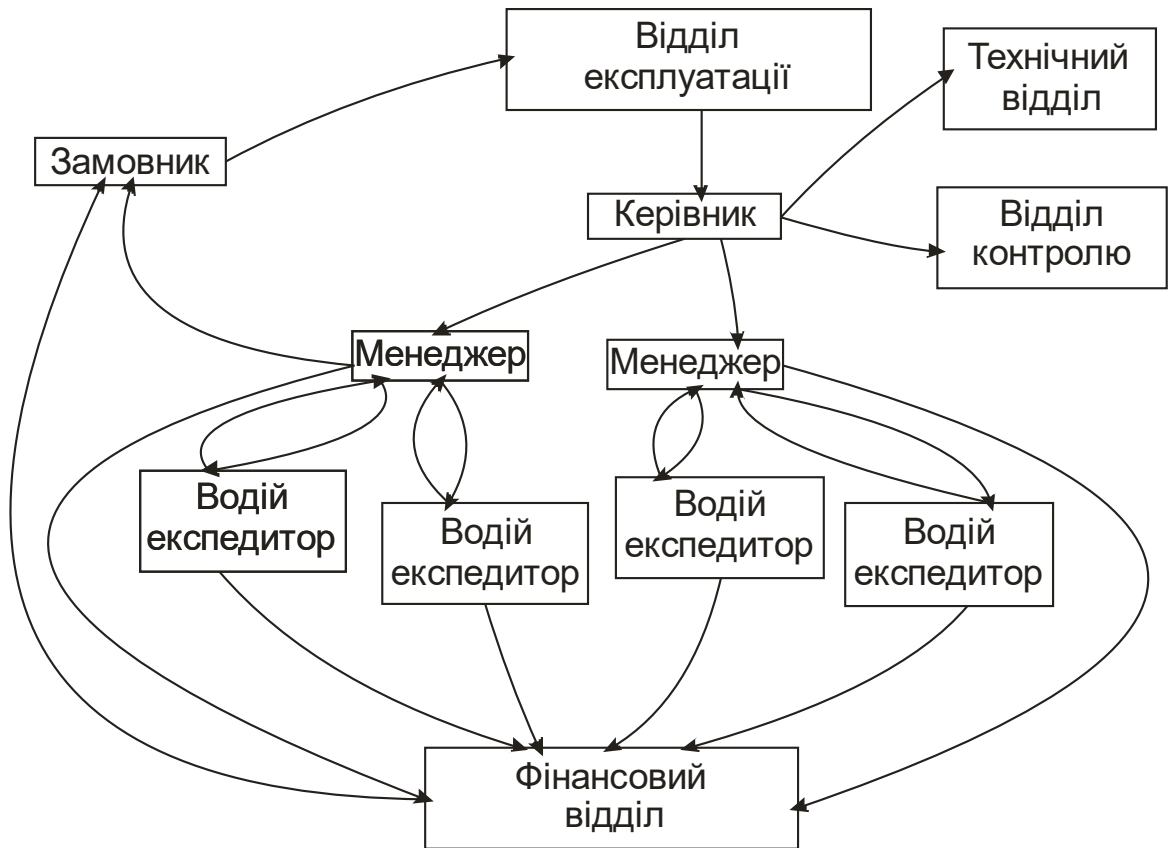 Відділ
експлуатації
Технічний
відділ
Замовник
Керівник
Відділ
контролю
Менеджер
Менеджер
Водій
експедитор
Водій
експедитор
Водій
експедитор
Водій
експедитор
Фінансовий
відділ